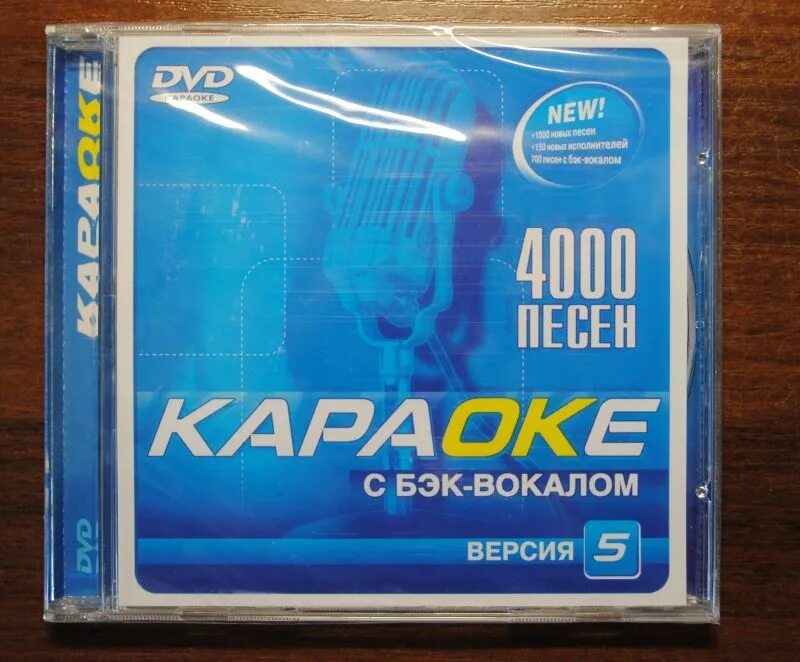 DVD
КАРАОКЕ
NEW!
+1000 новых песен
+150 новых исполнителей
700 песен с бэк-вокалом
4000
ПЕСЕН
КАРАОКЕ
С БЭК-ВОКАЛОМ
ВЕРСИЯ 5
КАРАОКЕ
DVD